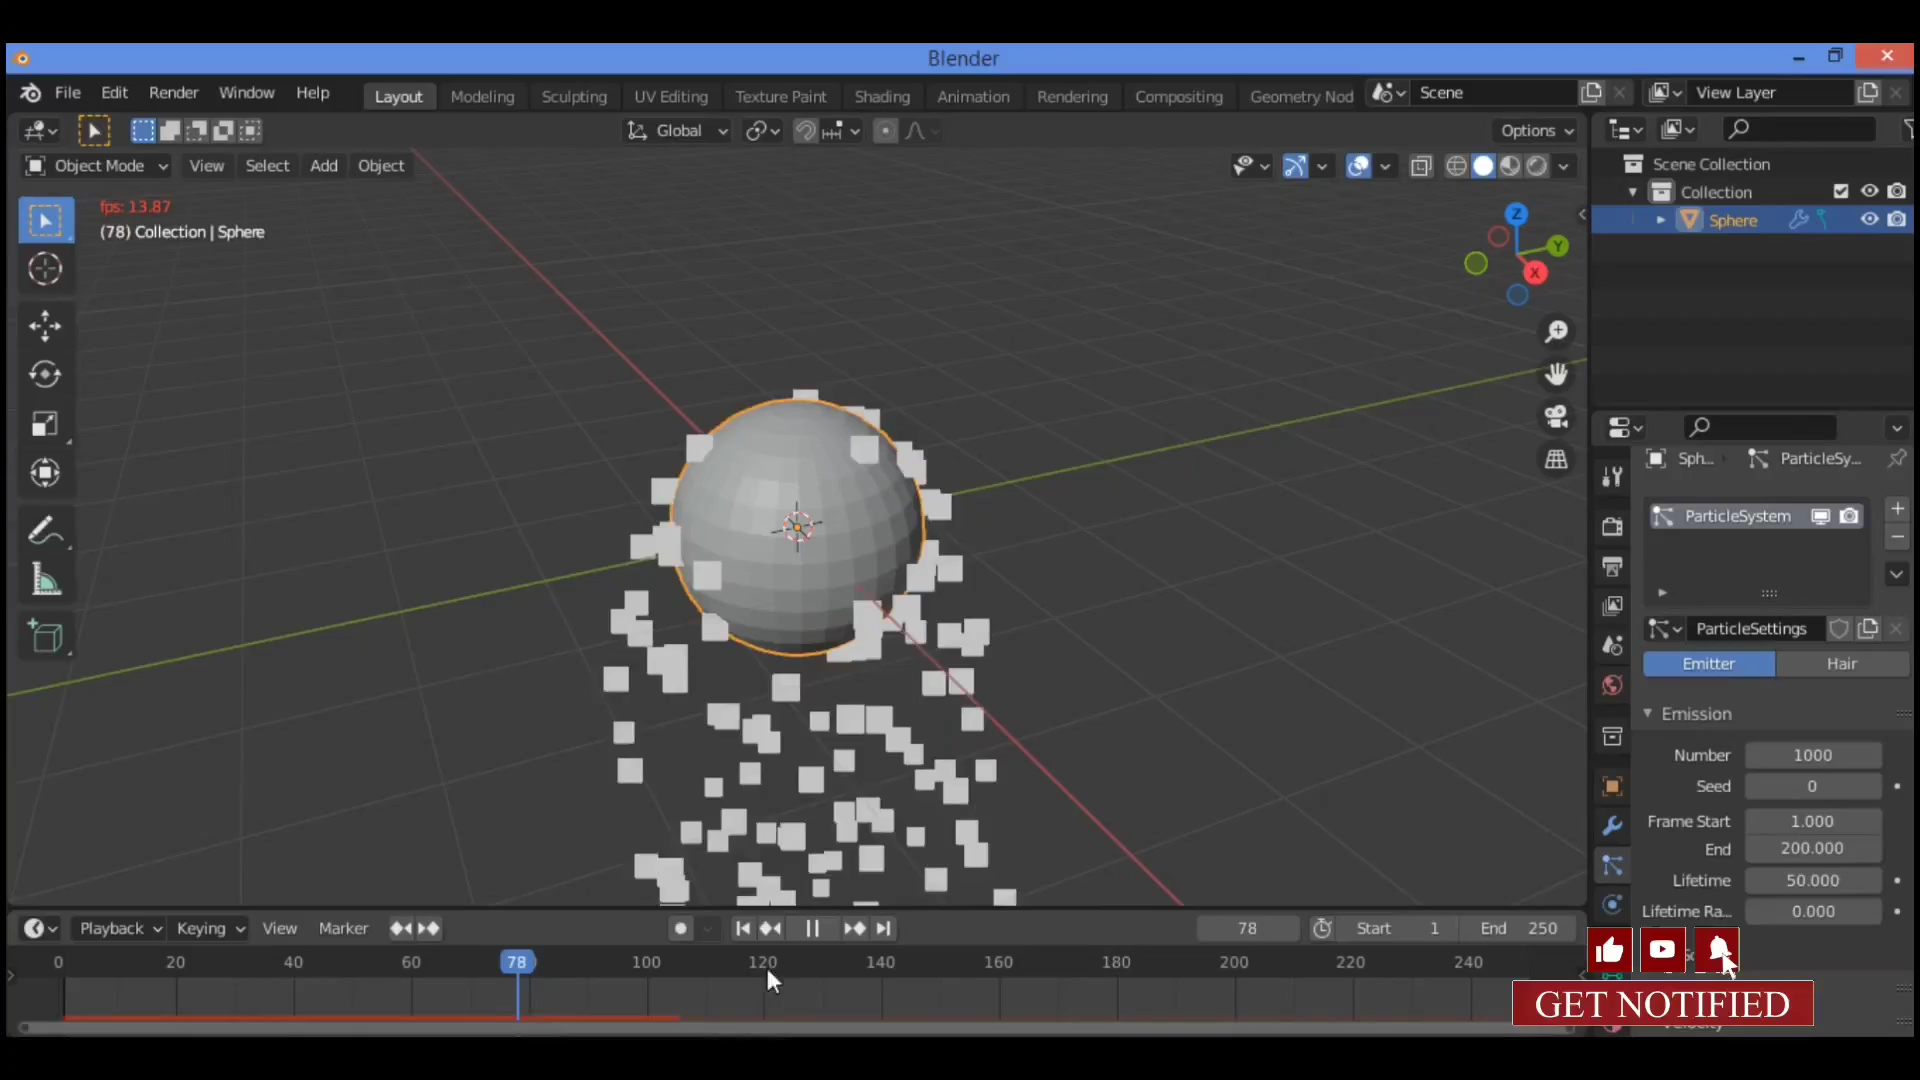 Blender
File Edit Render Window Help Layout Modeling Sculpting UV Editing Texture Paint Shading Animation Rendering Compositing Geometry Nod Scene View Layer
Global Options
Object Mode View Select Add Object
Scene Collection
Collection
Sphere
fps: 13.87
(78) Collection | Sphere
Z
Y
X
Sph... ParticleSy...
ParticleSystem
ParticleSettings
Emitter Hair
Emission
Number 1000
Seed 0
Frame Start 1.000
End 200.000
Lifetime 50.000
Lifetime Ra... 0.000
Playback Keying View Marker 78 Start 1 End 250
0 20 40 60 78 100 120 140 160 180 200 220 240
GET NOTIFIED
Velocity